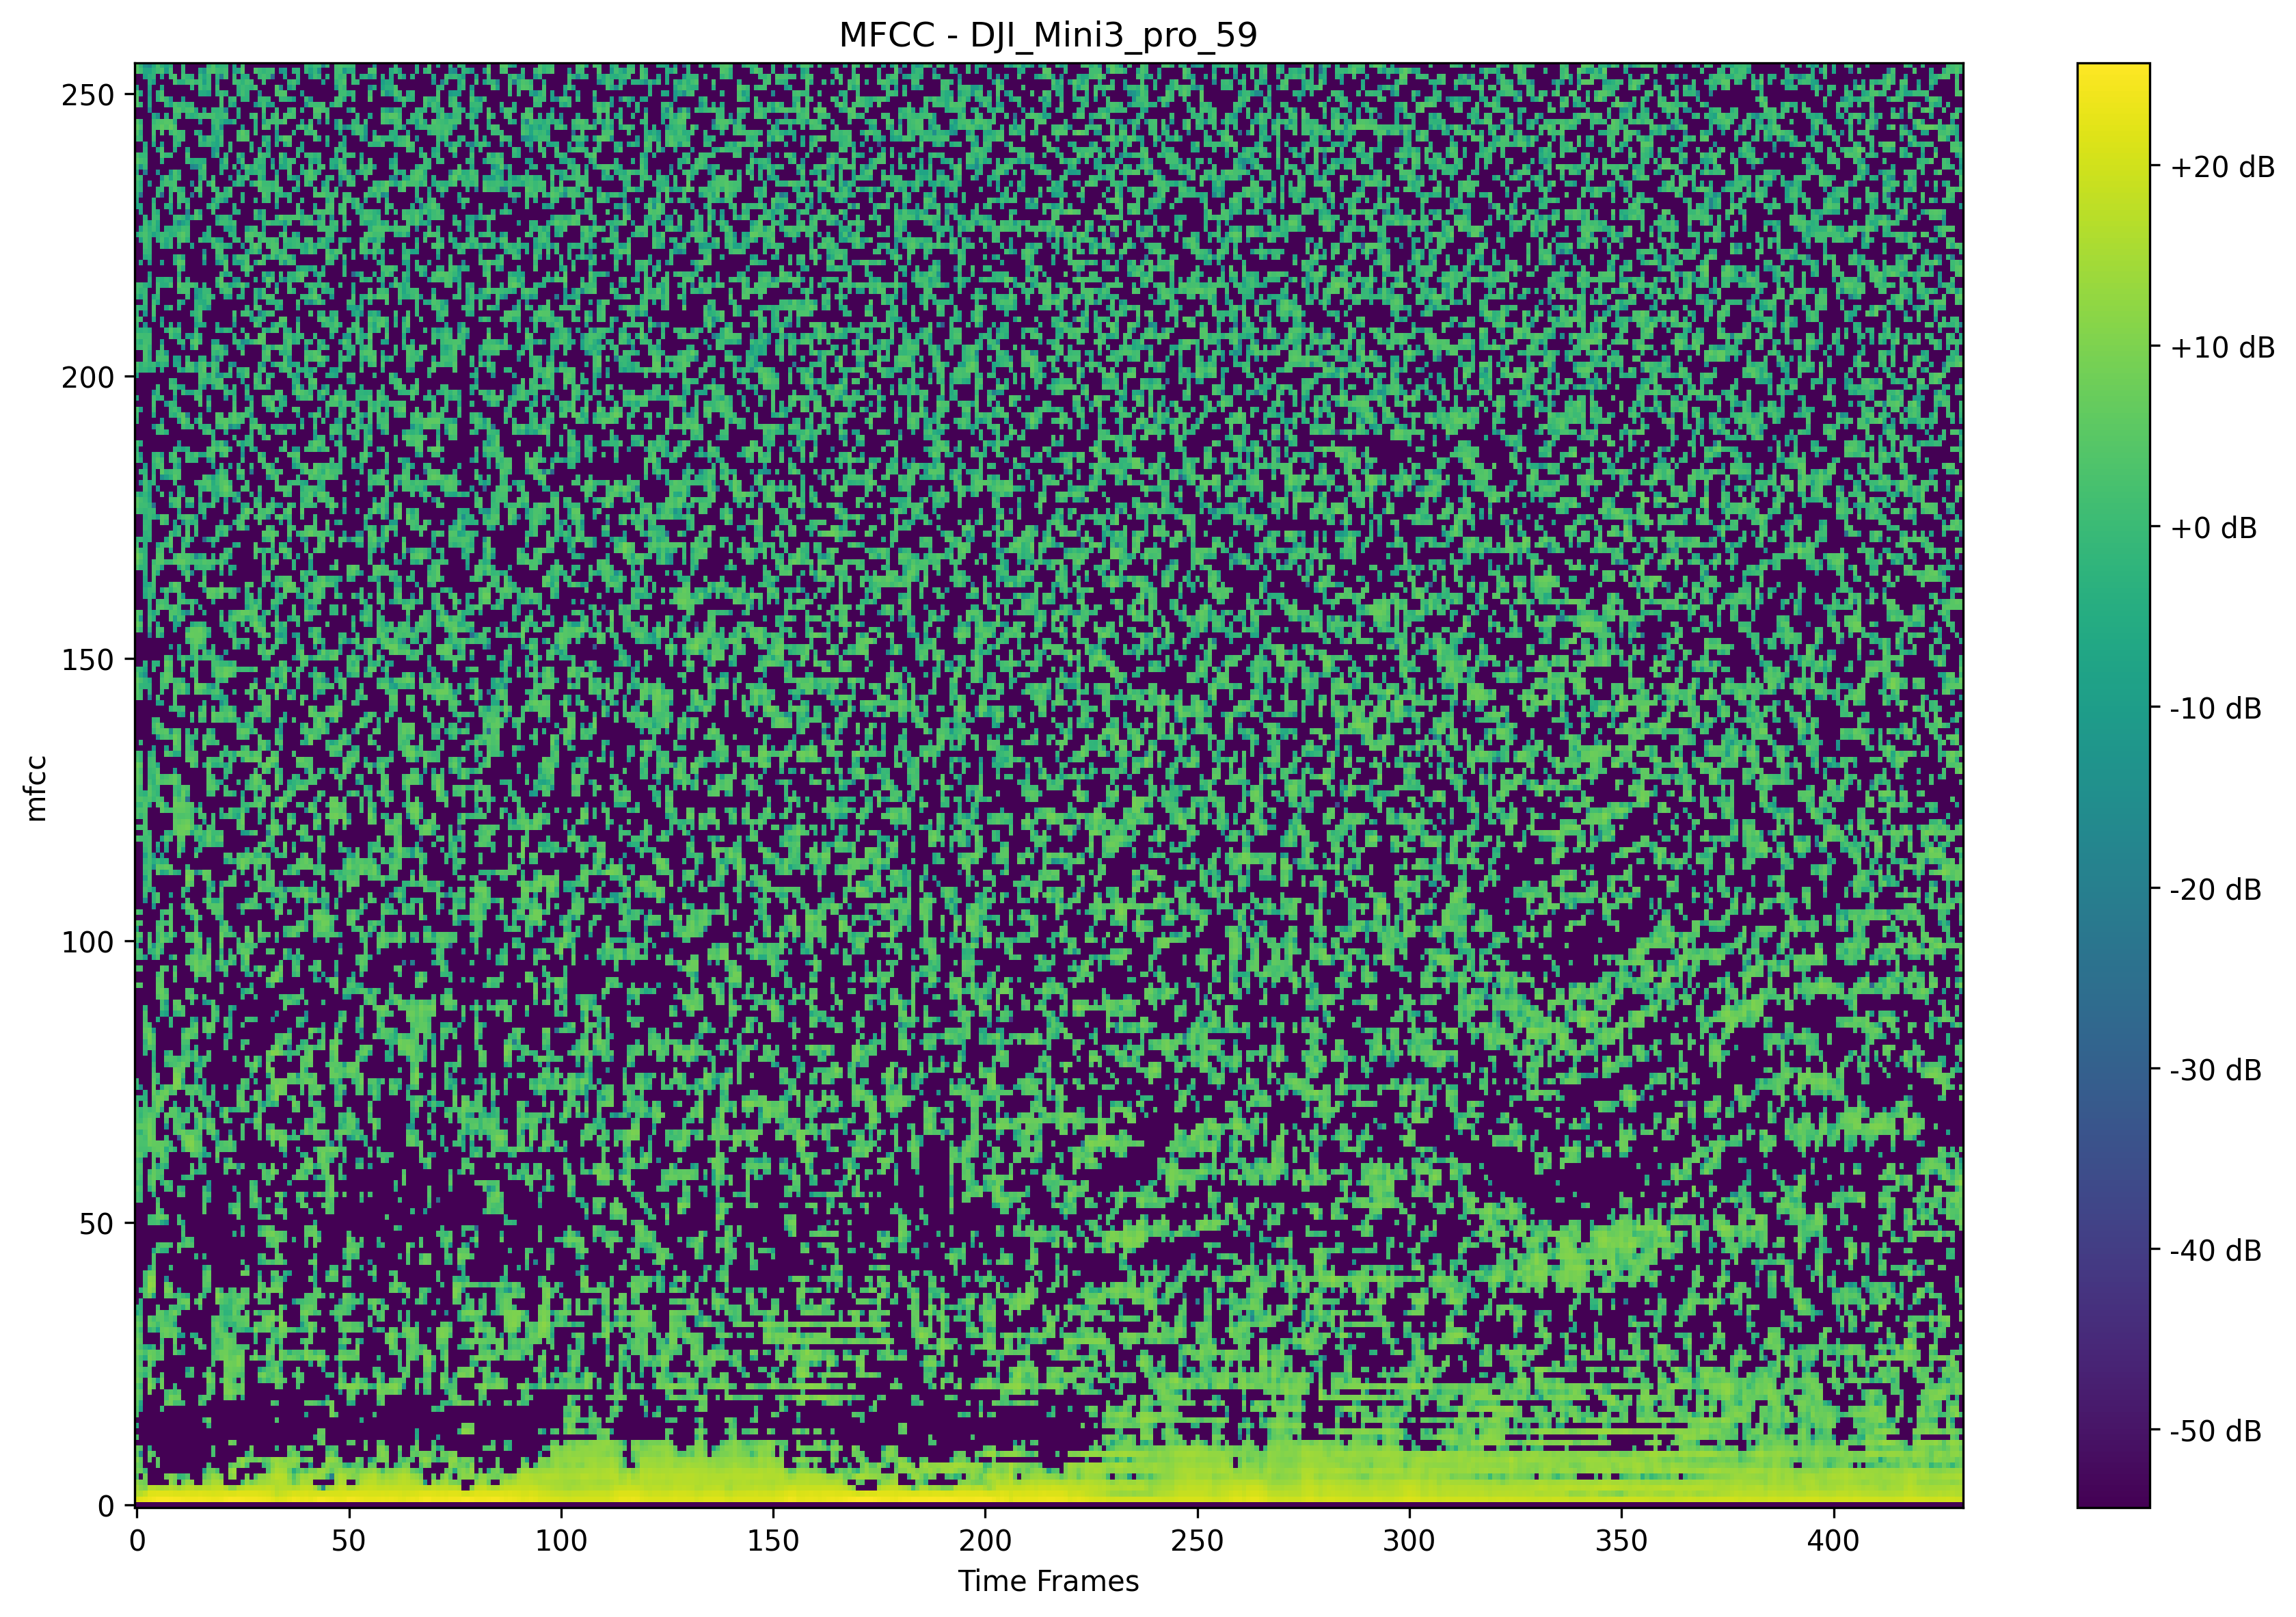 MFCC - DJI_Mini3_pro_59
250
200
150
100
50
0
mfcc
0 50 100 150 200 250 300 350 400
Time Frames
+20 dB
+10 dB
+0 dB
-10 dB
-20 dB
-30 dB
-40 dB
-50 dB